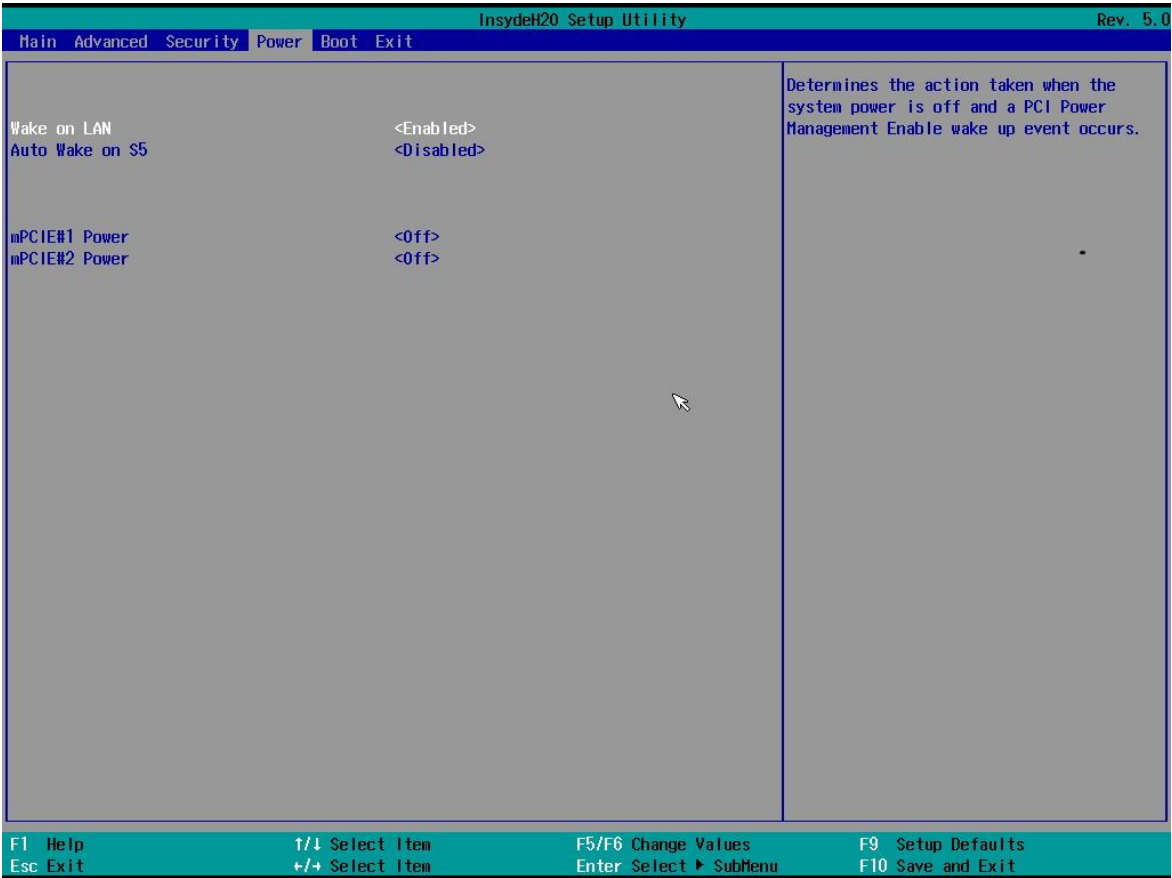 InsydeH20 Setup Utility Rev. 5.0
Main Advanced Security Power Boot Exit
Wake on LAN <Enabled>
Auto Wake on S5 <Disabled>
mPCIE#1 Power <Off>
mPCIE#2 Power <Off>
Determines the action taken when the
system power is off and a PCI Power
Management Enable wake up event occurs.
F1 Help ↑/↓ Select Item F5/F6 Change Values F9 Setup Defaults
Esc Exit ←/→ Select Item Enter Select ▶ SubMenu F10 Save and Exit